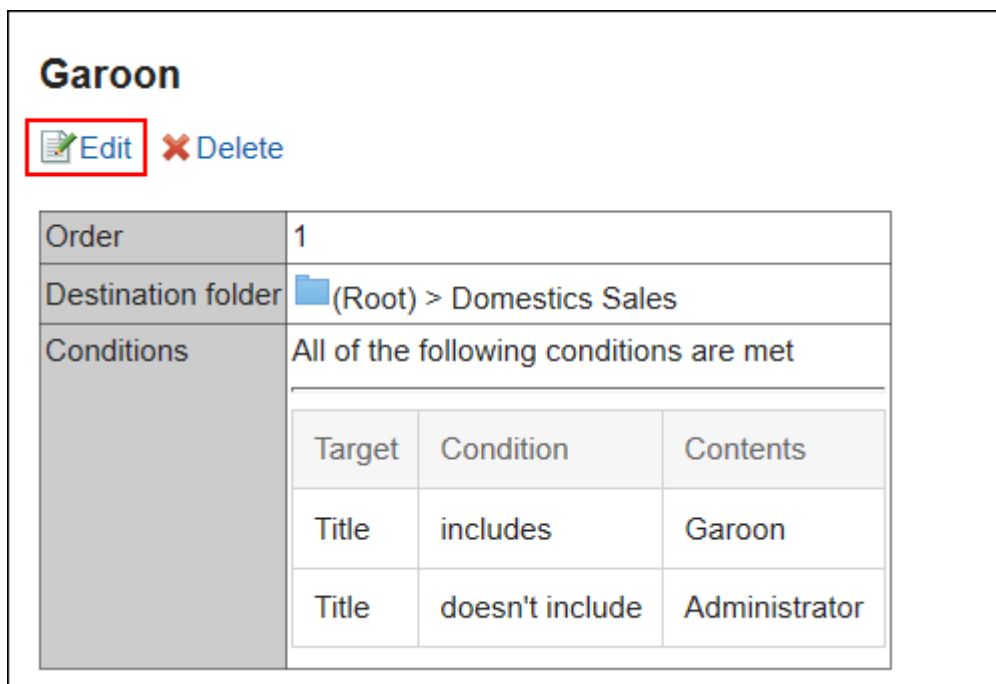 Garoon
Edit Delete
Order 1
Destination folder (Root) > Domestics Sales
Conditions All of the following conditions are met
Target Condition Contents
Title includes Garoon
Title doesn't include Administrator